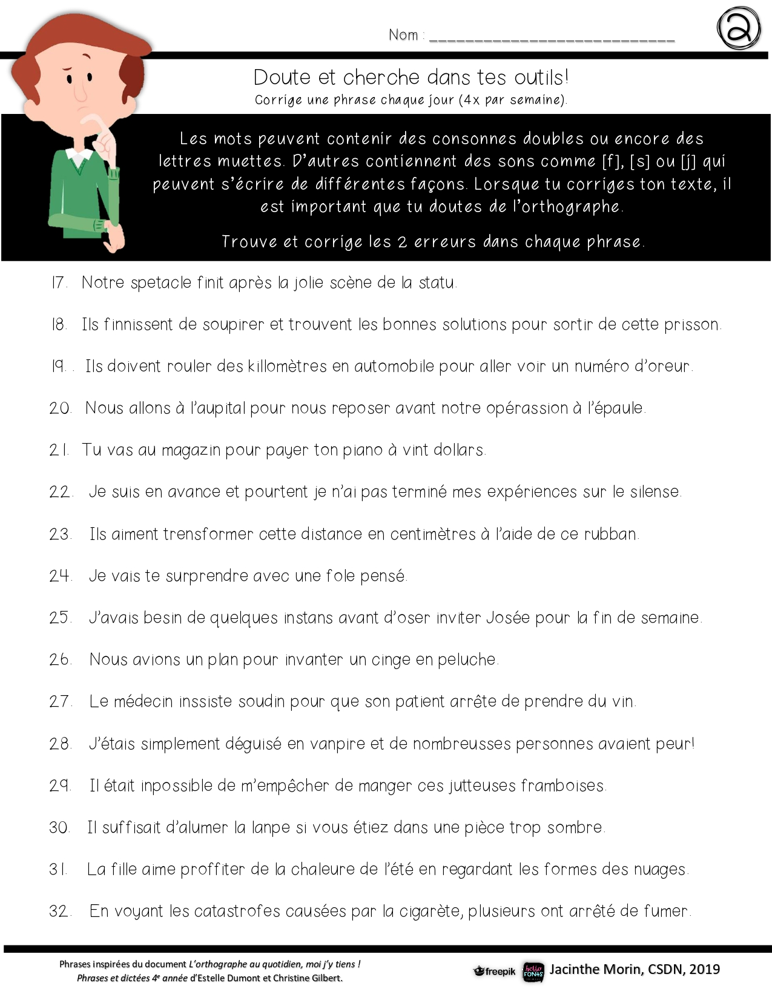 Nom : ___________________________
2
Doute et cherche dans tes outils!
Corrige une phrase chaque jour (4x par semaine).
Les mots peuvent contenir des consonnes doubles ou encore des
lettres muettes. D’autres contiennent des sons comme [f], [s] ou [j] qui
peuvent s’écrire de différentes façons. Lorsque tu corriges ton texte, il
est important que tu doutes de l’orthographe.
Trouve et corrige les 2 erreurs dans chaque phrase.
17. Notre spetacle finit après la jolie scène de la statu.
18. Ils finnissent de soupirer et trouvent les bonnes solutions pour sortir de cette prison.
19. . Ils doivent rouler des killomètres en automobile pour aller voir un numéro d’oreur.
20. Nous allons à l’aupital pour nous reposer avant notre opérassion à l’épaule.
21. Tu vas au magazin pour payer ton piano à vint dollars.
22. Je suis en avance et pourtent je n’ai pas terminé mes expériences sur le silense.
23. Ils aiment trensformer cette distance en centimètres à l’aide de ce rubban.
24. Je vais te surprendre avec une fole pensé.
25. J’avais besin de quelques instans avant d’oser inviter Josée pour la fin de semaine.
26. Nous avions un plan pour invanter un cinge en peluche.
27. Le médecin inssiste soudin pour que son patient arrête de prendre du vin.
28. J’étais simplement déguisé en vanpire et de nombreusses personnes avaient peur!
29. Il était inpossible de m’empêcher de manger ces jutteuses framboises.
30. Il suffisait d’alumer la lanpe si vous étiez dans une pièce trop sombre.
31. La fille aime proffiter de la chaleure de l’été en regardant les formes des nuages.
32. En voyant les catastrofes causées par la cigarète, plusieurs ont arrêté de fumer.
Phrases inspirées du document L’orthographe au quotidien, moi j’y tiens !
Phrases et dictées 4e année d’Estelle Dumont et Christine Gilbert.
freepik hello FONTS Jacinthe Morin, CSDN, 2019